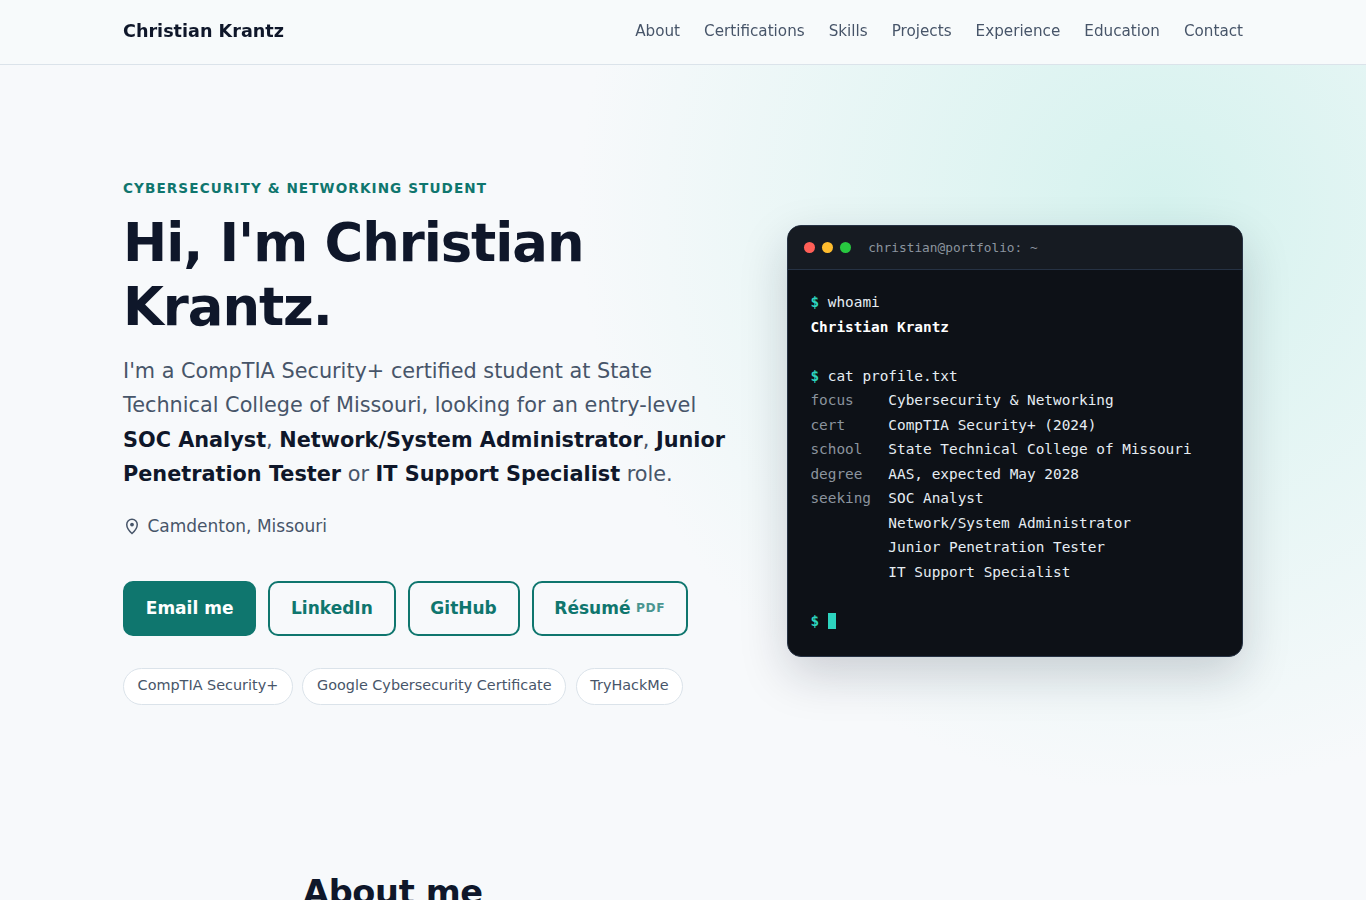 Christian Krantz
About Certifications Skills Projects Experience Education Contact
CYBERSECURITY & NETWORKING STUDENT
Hi, I'm Christian
Krantz.
I'm a CompTIA Security+ certified student at State
Technical College of Missouri, looking for an entry-level
SOC Analyst, Network/System Administrator, Junior
Penetration Tester or IT Support Specialist role.
Camdenton, Missouri
Email me LinkedIn GitHub Résumé PDF
CompTIA Security+ Google Cybersecurity Certificate TryHackMe
christian@portfolio: ~
$ whoami
Christian Krantz
$ cat profile.txt
focus Cybersecurity & Networking
cert CompTIA Security+ (2024)
school State Technical College of Missouri
degree AAS, expected May 2028
seeking SOC Analyst
Network/System Administrator
Junior Penetration Tester
IT Support Specialist
$
About me